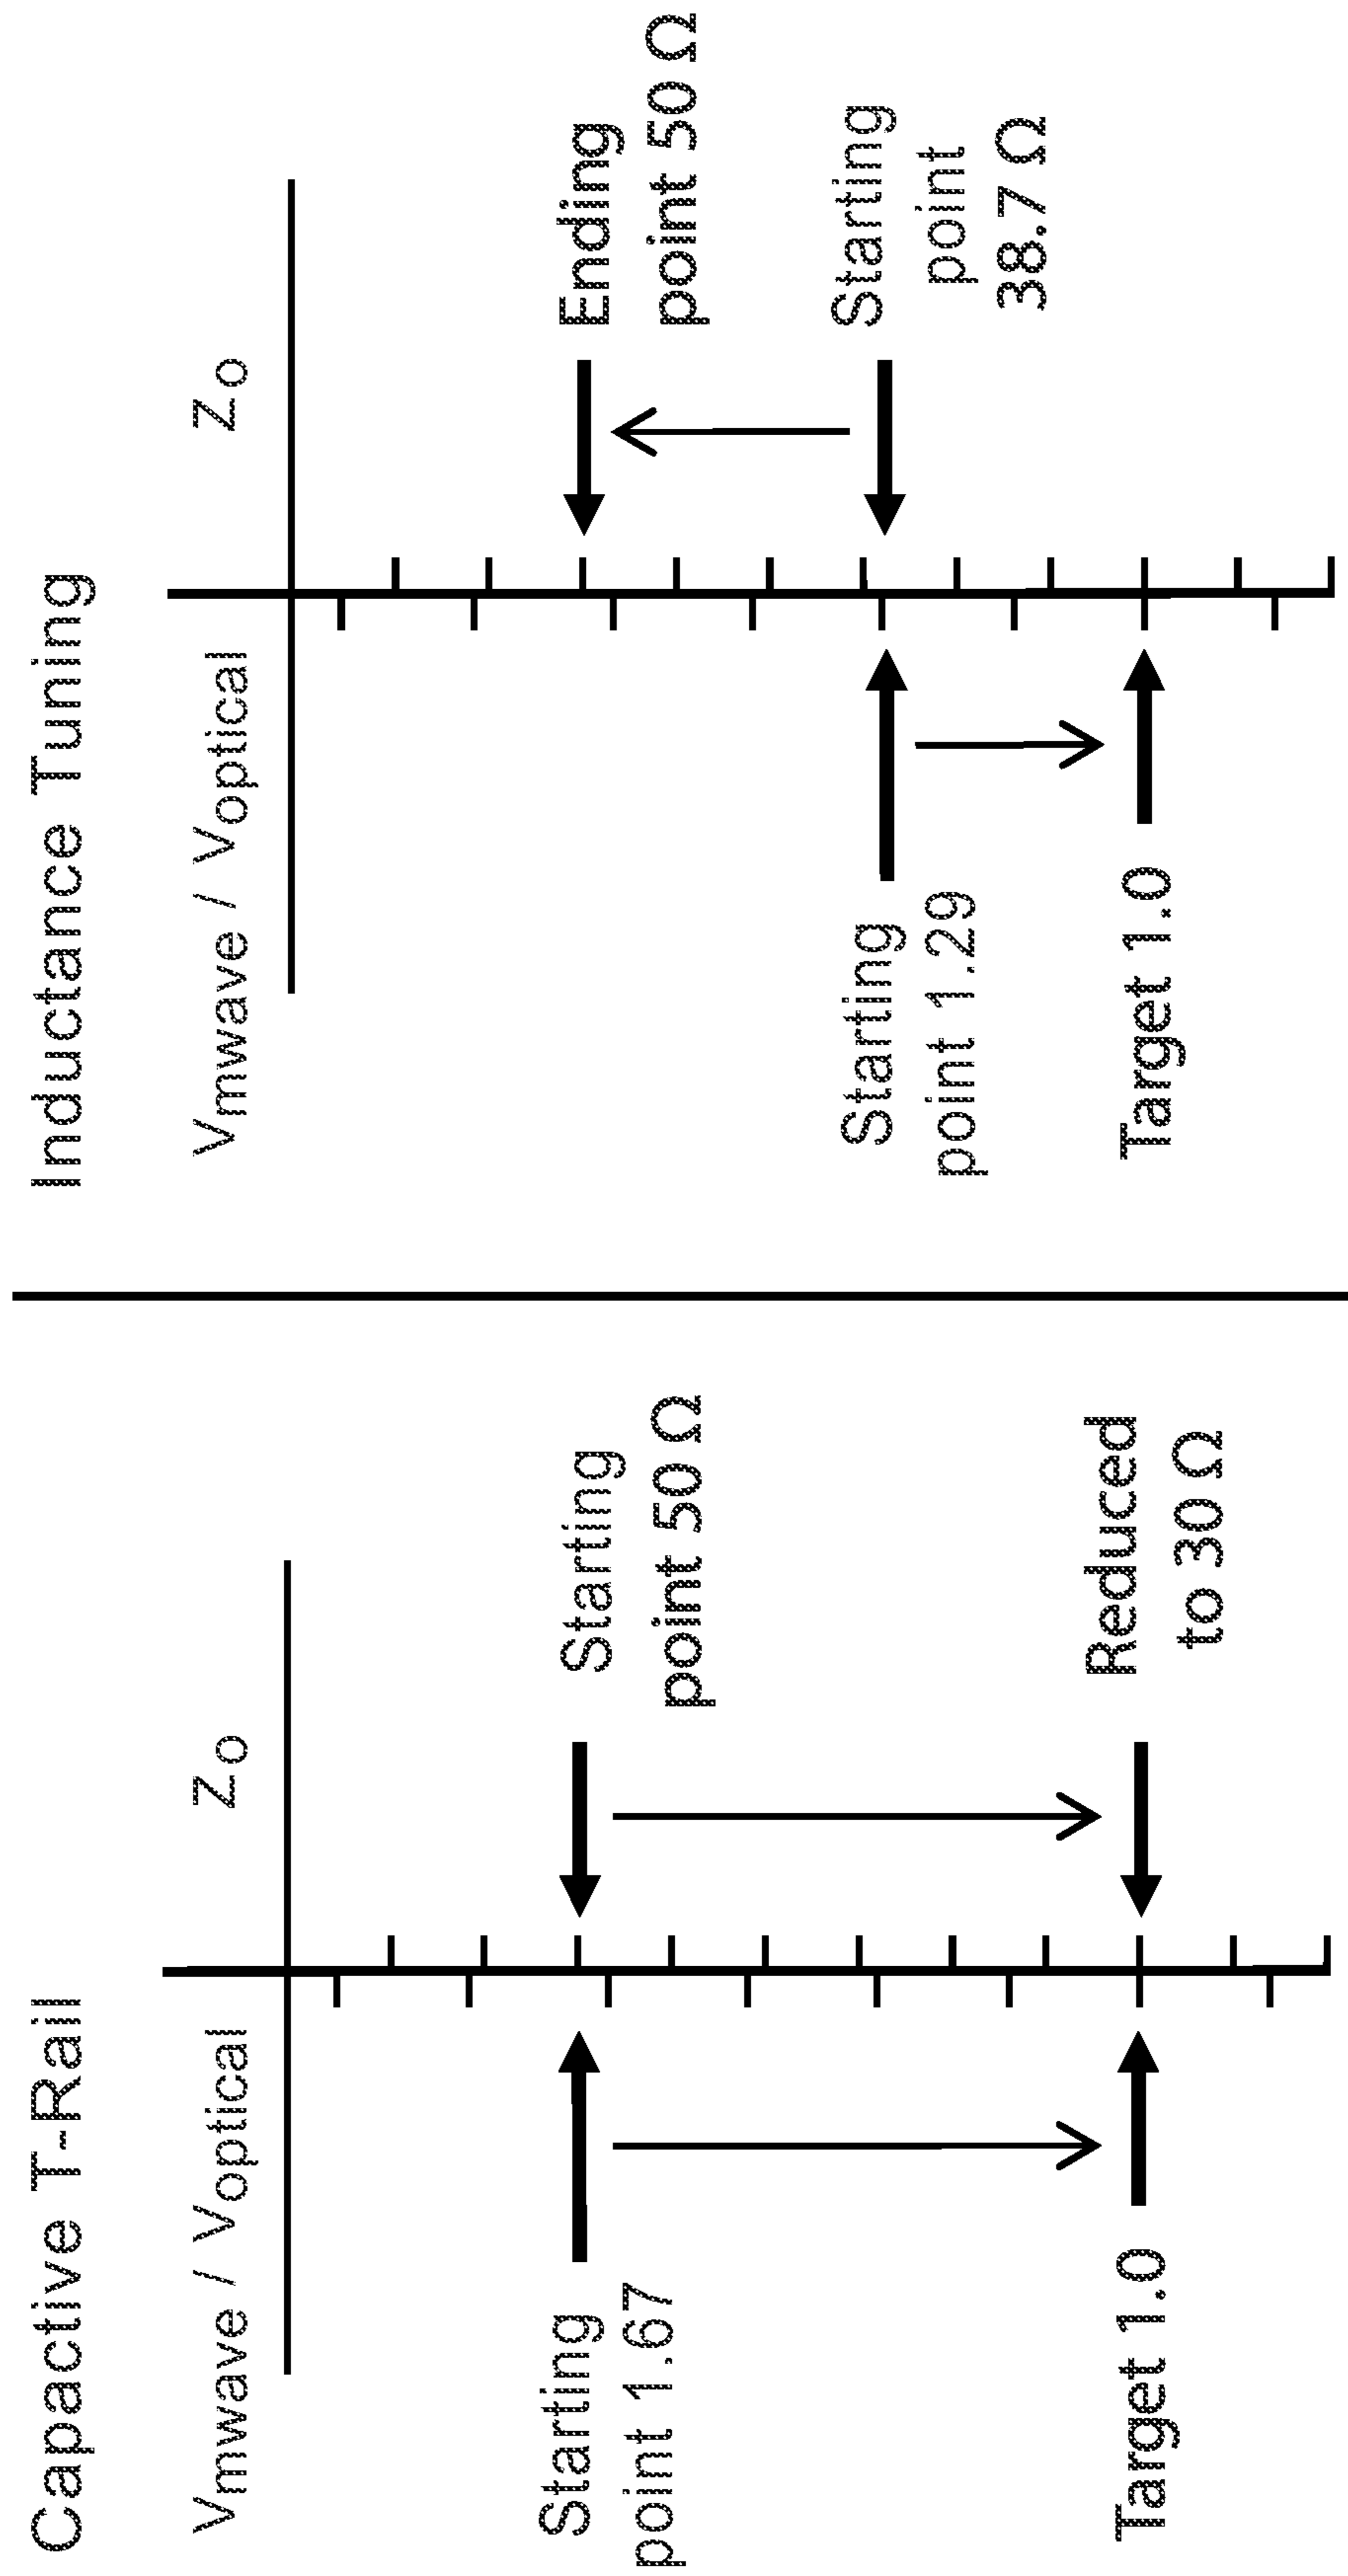 Capactive T-Rail
Vmwave / Voptical
Zo
Starting
point 1.67
Target 1.0
Starting
point 50 Ω
Reduced
to 30 Ω
Inductance Tuning
Vmwave / Voptical
Zo
Starting
point 1.29
Target 1.0
Ending
point 50 Ω
Starting
point
38.7 Ω